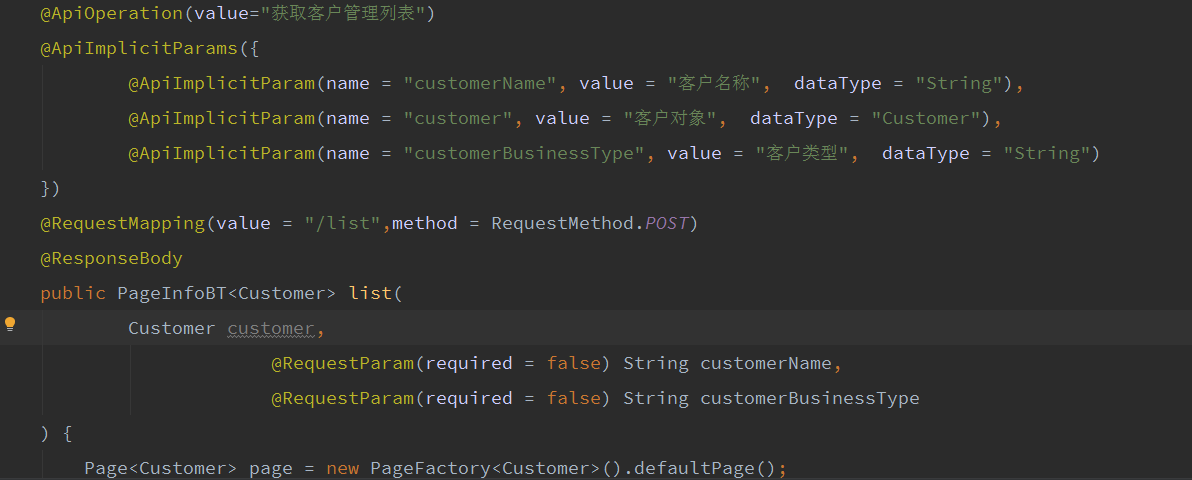 @ApiOperation(value="获取客户管理列表")
@ApiImplicitParams({
@ApiImplicitParam(name = "customerName", value = "客户名称",  dataType = "String"),
@ApiImplicitParam(name = "customer", value = "客户对象",  dataType = "Customer"),
@ApiImplicitParam(name = "customerBusinessType", value = "客户类型",  dataType = "String")
})
@RequestMapping(value = "/list",method = RequestMethod.POST)
@ResponseBody
public PageInfoBT<Customer> list(
Customer customer,
@RequestParam(required = false) String customerName,
@RequestParam(required = false) String customerBusinessType
) {
Page<Customer> page = new PageFactory<Customer>().defaultPage();